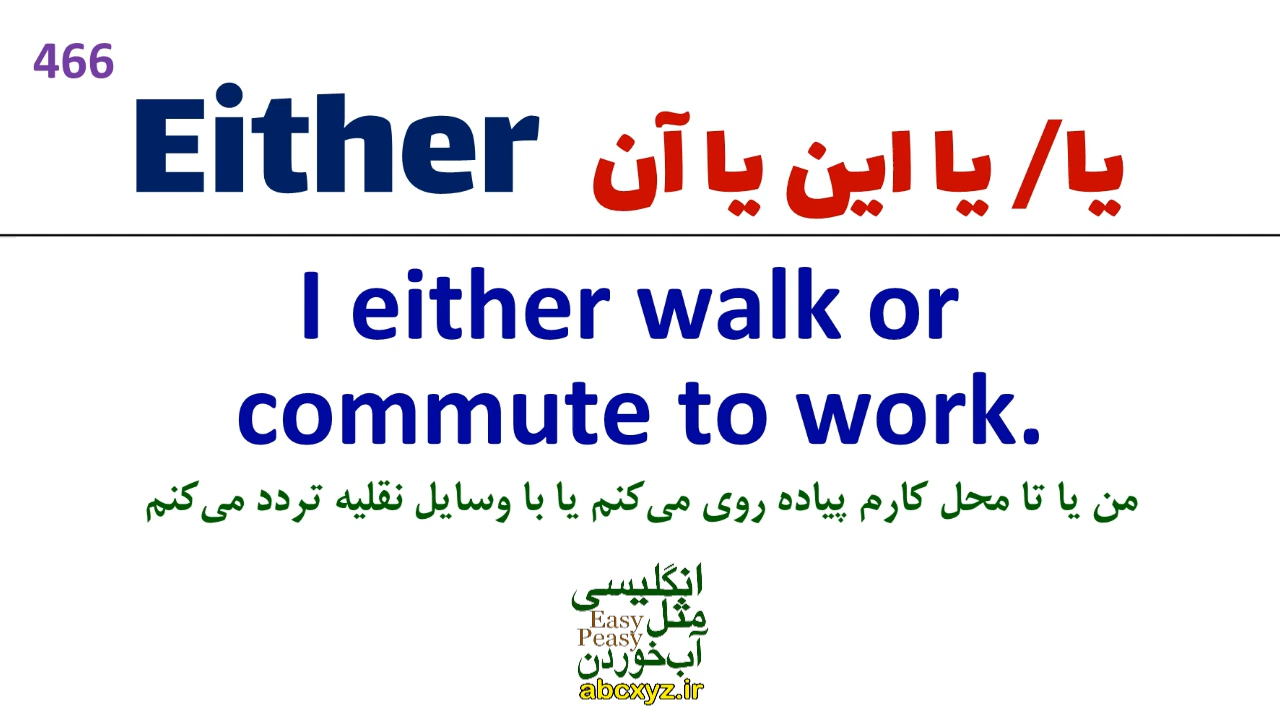 466
Either یا/ یا این یا آن
I either walk or
commute to work.
من یا تا محل کارم پیاده روی می‌کنم یا با وسایل نقلیه تردد می‌کنم
انگلیسی
مثل Easy
Peasy
آب‌خوردن
abcxyz.ir